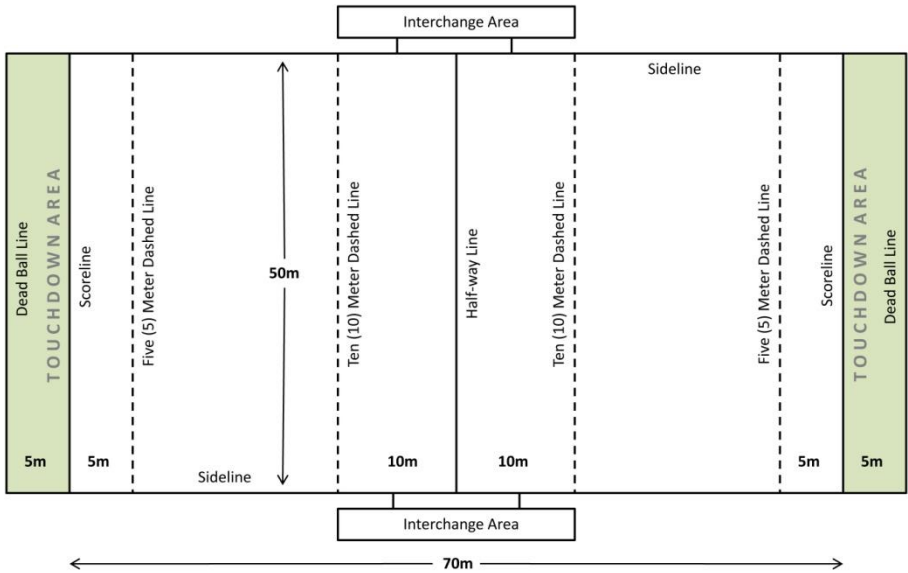 Interchange Area
Sideline
Dead Ball Line
TOUCHDOWN AREA
Scoreline
Five (5) Meter Dashed Line
50m
Ten (10) Meter Dashed Line
Half-way Line
Ten (10) Meter Dashed Line
Five (5) Meter Dashed Line
Scoreline
TOUCHDOWN AREA
Dead Ball Line
5m
5m
10m
10m
5m
5m
Sideline
Interchange Area
70m